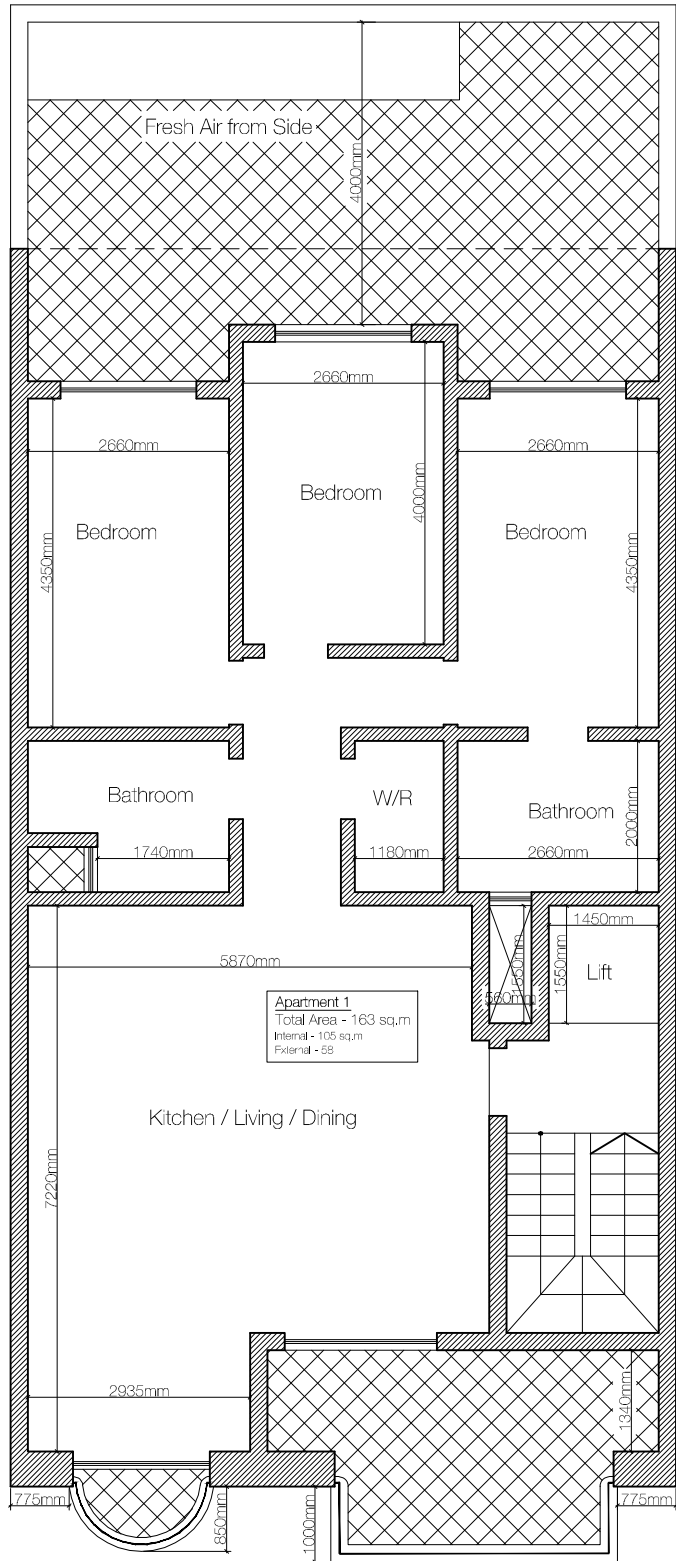 Fresh Air from Side
4000mm
2660mm
2660mm
2660mm
Bedroom
4000mm
Bedroom
Bedroom
4350mm
4350mm
Bathroom
W/R
Bathroom
2000mm
1740mm
1180mm
2660mm
1450mm
5870mm
1550mm
1550mm
Lift
560mm
Apartment 1
Total Area - 163 sq.m
Internal - 105 sq.m
External - 58
Kitchen / Living / Dining
7220mm
2935mm
1340mm
775mm
850mm
1000mm
775mm